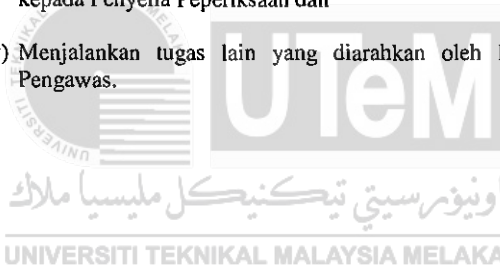 kepada Penyelia Peperiksaan dan
) Menjalankan tugas lain yang diarahkan oleh
Pengawas.
UTeM
اونيۏرسيتي تيكنيكل مليسيا ملاك
UNIVERSITI TEKNIKAL MALAYSIA MELAKA